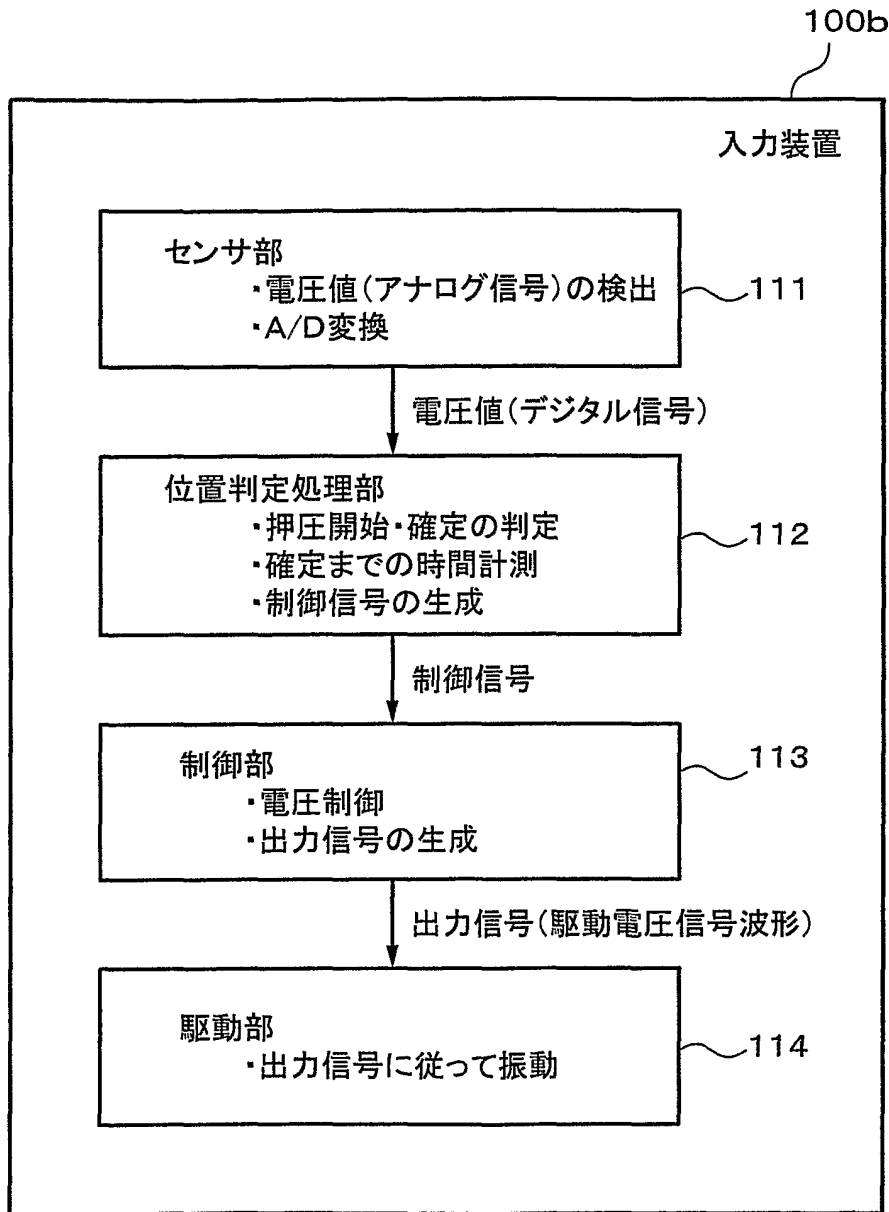 100b
入力装置
センサ部
・電圧値(アナログ信号)の検出
・A/D変換
111
電圧値(デジタル信号)
位置判定処理部
・押圧開始・確定の判定
・確定までの時間計測
・制御信号の生成
112
制御信号
制御部
・電圧制御
・出力信号の生成
113
出力信号(駆動電圧信号波形)
駆動部
・出力信号に従って振動
114